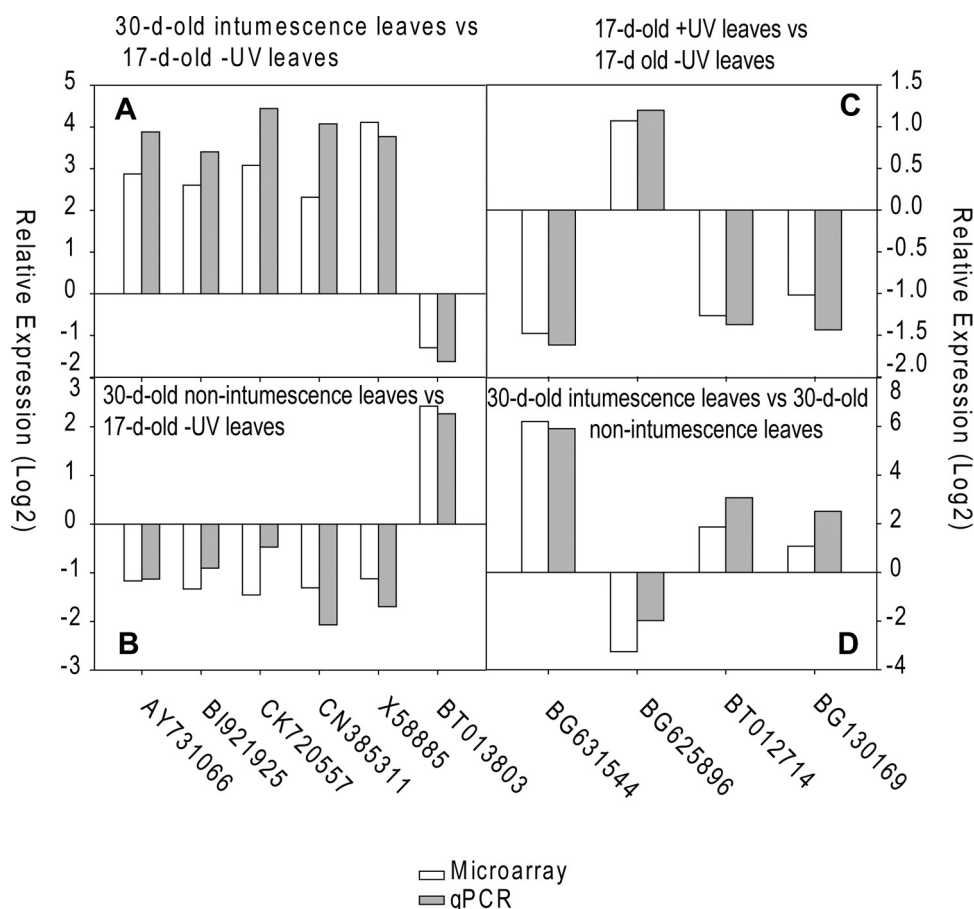 30-d-old intumescence leaves vs
17-d-old -UV leaves
17-d-old +UV leaves vs
17-d old -UV leaves
Relative Expression (Log2)
5
4
3
2
1
0
-1
-2
A
1.5
1.0
0.5
0.0
-0.5
-1.0
-1.5
-2.0
C
Relative Expression (Log2)
30-d-old non-intumescence leaves vs
17-d-old -UV leaves
3
2
1
0
-1
-2
-3
B
30-d-old intumescence leaves vs 30-d-old
non-intumescence leaves
8
6
4
2
0
-2
-4
D
AY731066
BI921925
CK720557
CN385311
X58885
BT013803
BG631544
BG625896
BT012714
BG130169
Microarray
qPCR